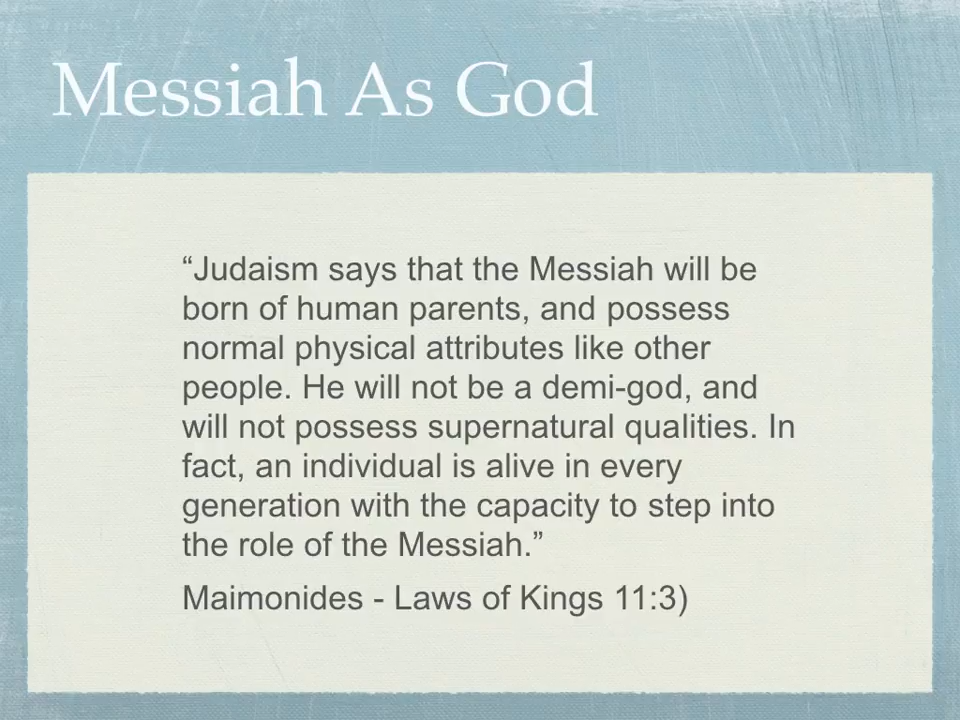 Messiah As God
“Judaism says that the Messiah will be
born of human parents, and possess
normal physical attributes like other
people. He will not be a demi-god, and
will not possess supernatural qualities. In
fact, an individual is alive in every
generation with the capacity to step into
the role of the Messiah.”
Maimonides - Laws of Kings 11:3)